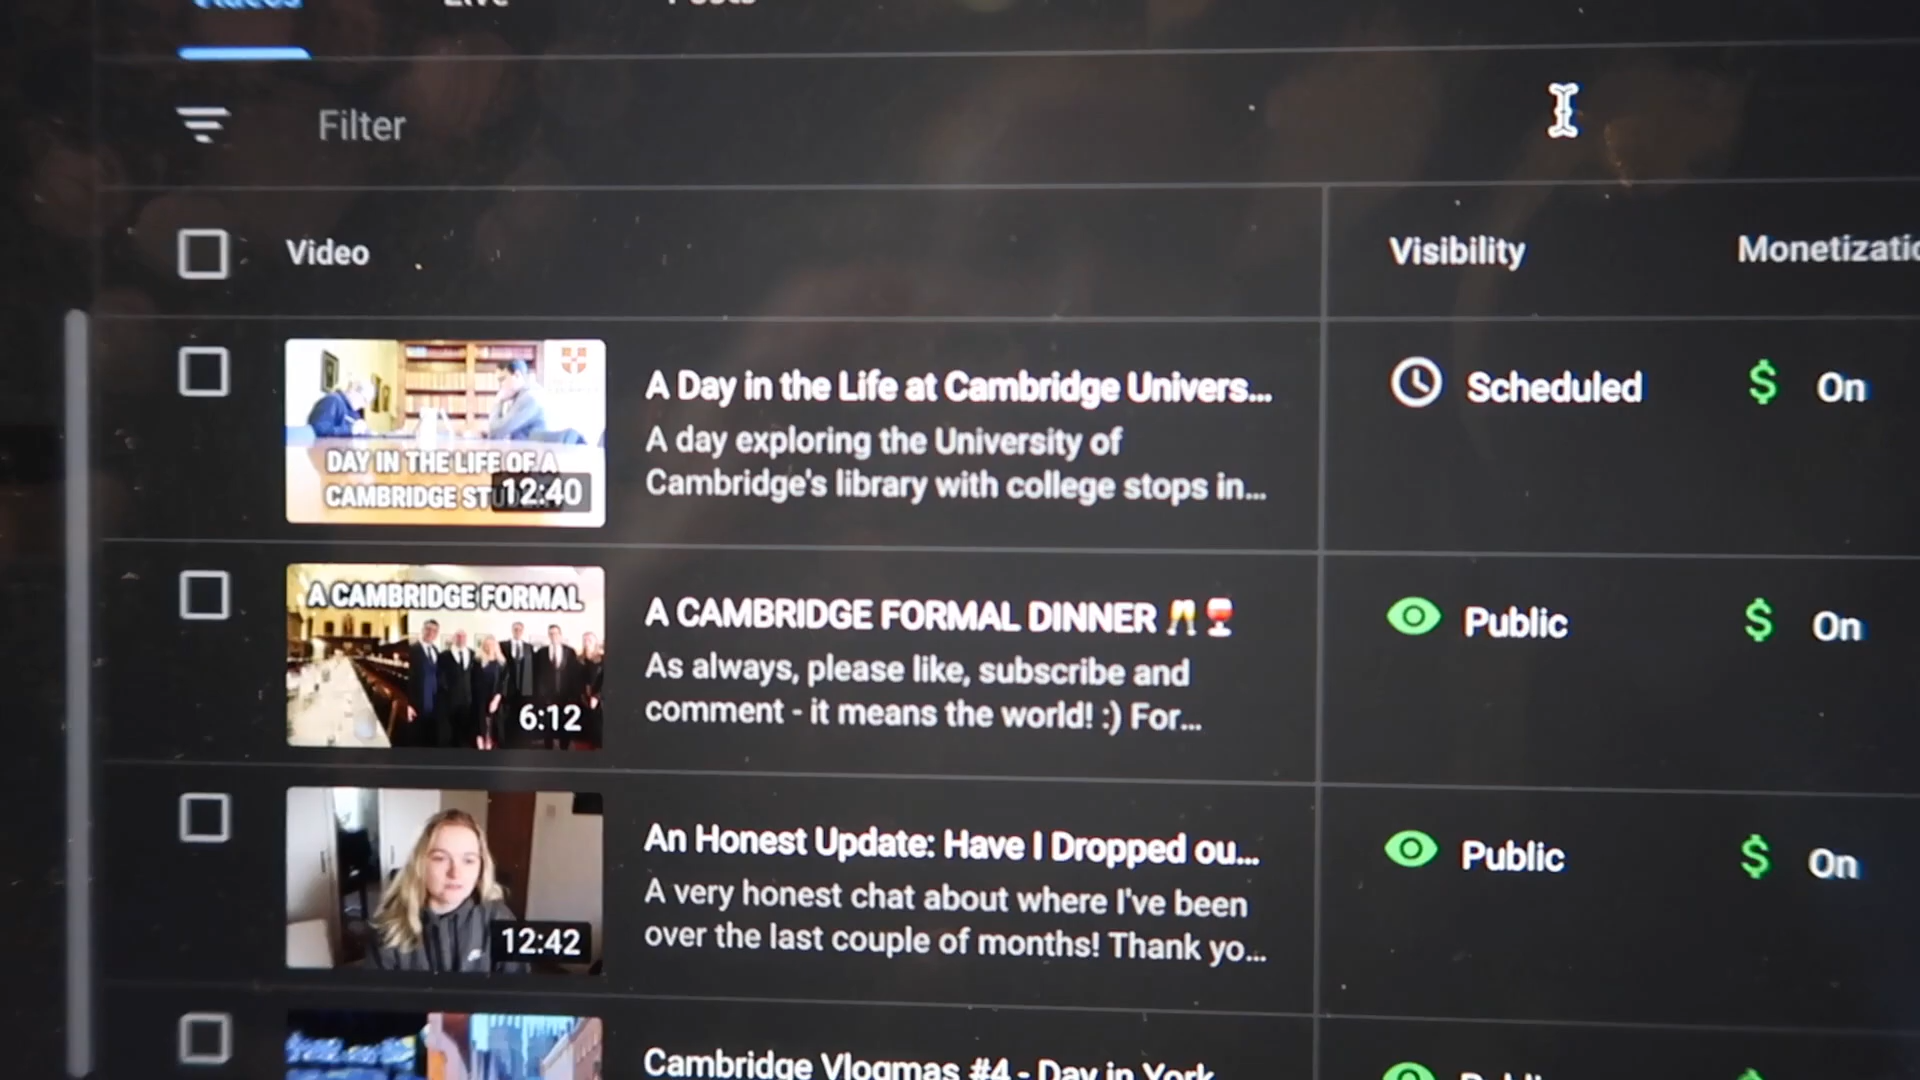 Videos Live Posts
Filter
Video Visibility Monetizatio
DAY IN THE LIFE OF A
CAMBRIDGE ST
12:40
A Day in the Life at Cambridge Univers...
A day exploring the University of
Cambridge's library with college stops in...
Scheduled
$ On
A CAMBRIDGE FORMAL
6:12
A CAMBRIDGE FORMAL DINNER 🥂🍷
As always, please like, subscribe and
comment - it means the world! :) For...
Public
$ On
12:42
An Honest Update: Have I Dropped ou...
A very honest chat about where I've been
over the last couple of months! Thank yo...
Public
$ On
Cambridge Vlogmas #4 - Day in York